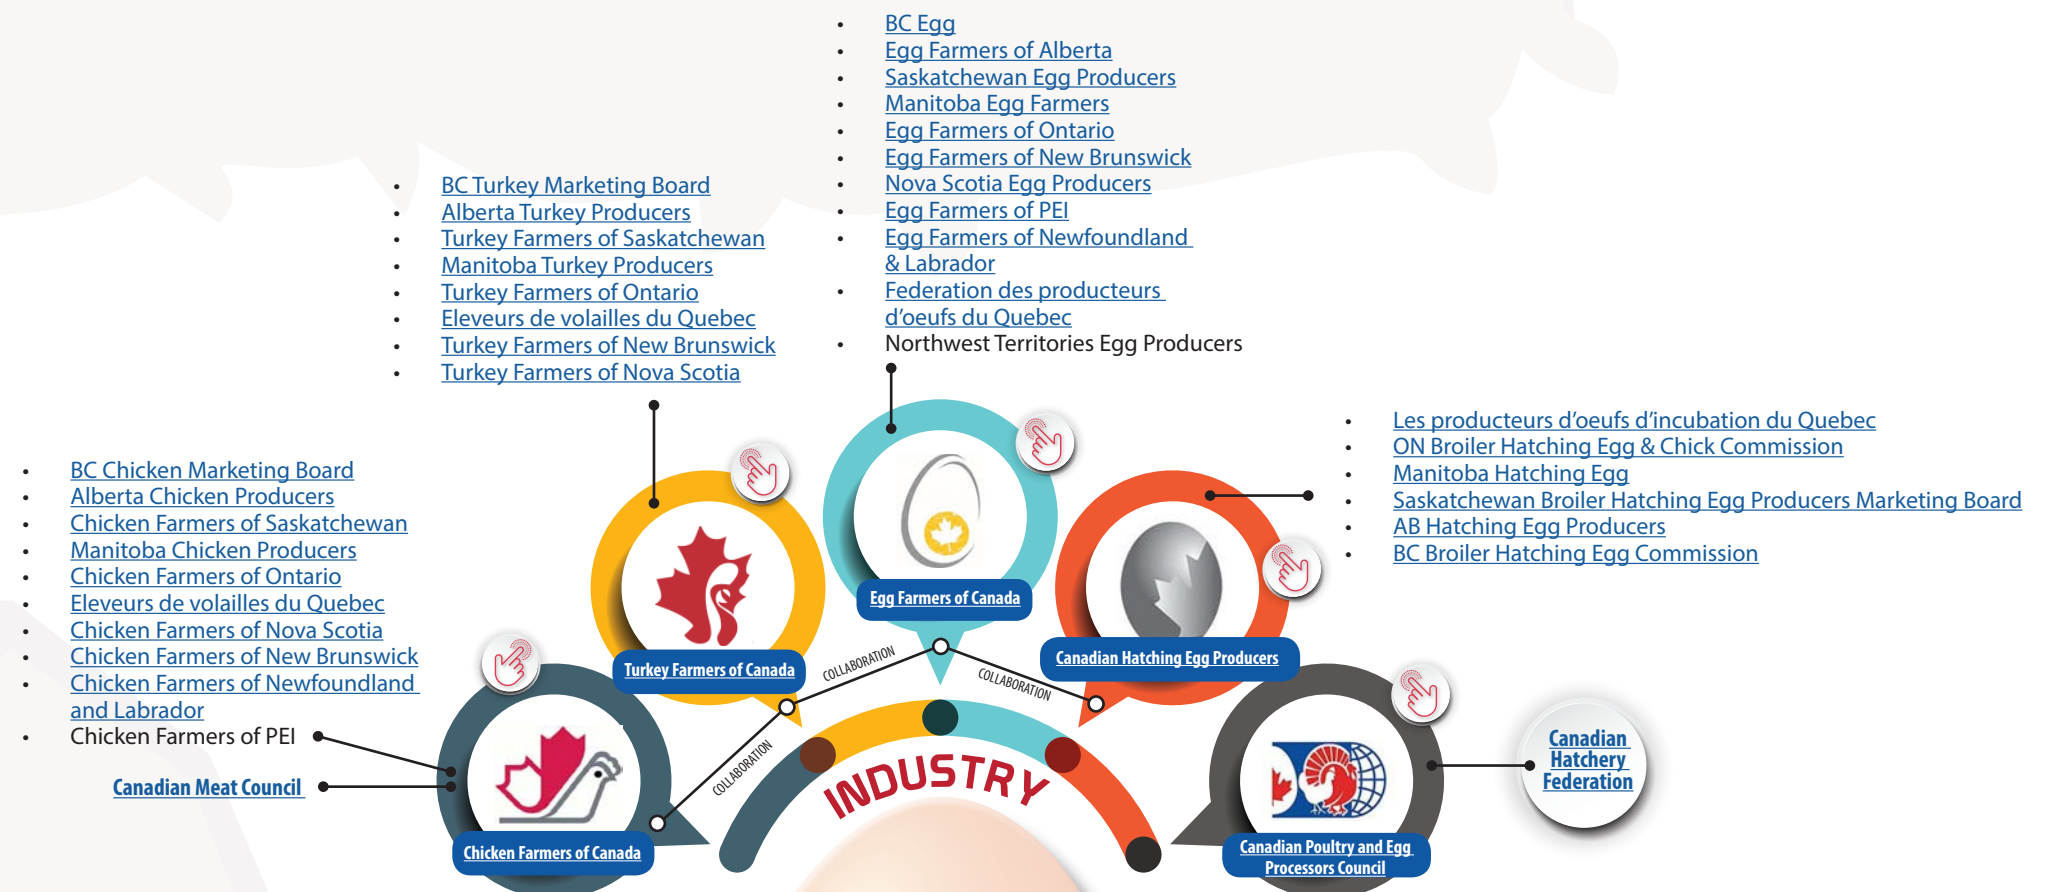 • BC Egg
• Egg Farmers of Alberta
• Saskatchewan Egg Producers
• Manitoba Egg Farmers
• Egg Farmers of Ontario
• Egg Farmers of New Brunswick
• Nova Scotia Egg Producers
• Egg Farmers of PEI
• Egg Farmers of Newfoundland
& Labrador
• Federation des producteurs
d'oeufs du Quebec
• Northwest Territories Egg Producers
• BC Turkey Marketing Board
• Alberta Turkey Producers
• Turkey Farmers of Saskatchewan
• Manitoba Turkey Producers
• Turkey Farmers of Ontario
• Eleveurs de volailles du Quebec
• Turkey Farmers of New Brunswick
• Turkey Farmers of Nova Scotia
• Les producteurs d'oeufs d'incubation du Quebec
• ON Broiler Hatching Egg & Chick Commission
• Manitoba Hatching Egg
• Saskatchewan Broiler Hatching Egg Producers Marketing Board
• AB Hatching Egg Producers
• BC Broiler Hatching Egg Commission
• BC Chicken Marketing Board
• Alberta Chicken Producers
• Chicken Farmers of Saskatchewan
• Manitoba Chicken Producers
• Chicken Farmers of Ontario
• Eleveurs de volailles du Quebec
• Chicken Farmers of Nova Scotia
• Chicken Farmers of New Brunswick
• Chicken Farmers of Newfoundland
and Labrador
• Chicken Farmers of PEI
Canadian Meat Council
Egg Farmers of Canada
Turkey Farmers of Canada
Canadian Hatching Egg Producers
COLLABORATION
COLLABORATION
COLLABORATION
INDUSTRY
Chicken Farmers of Canada
Canadian Poultry and Egg
Processors Council
Canadian
Hatchery
Federation